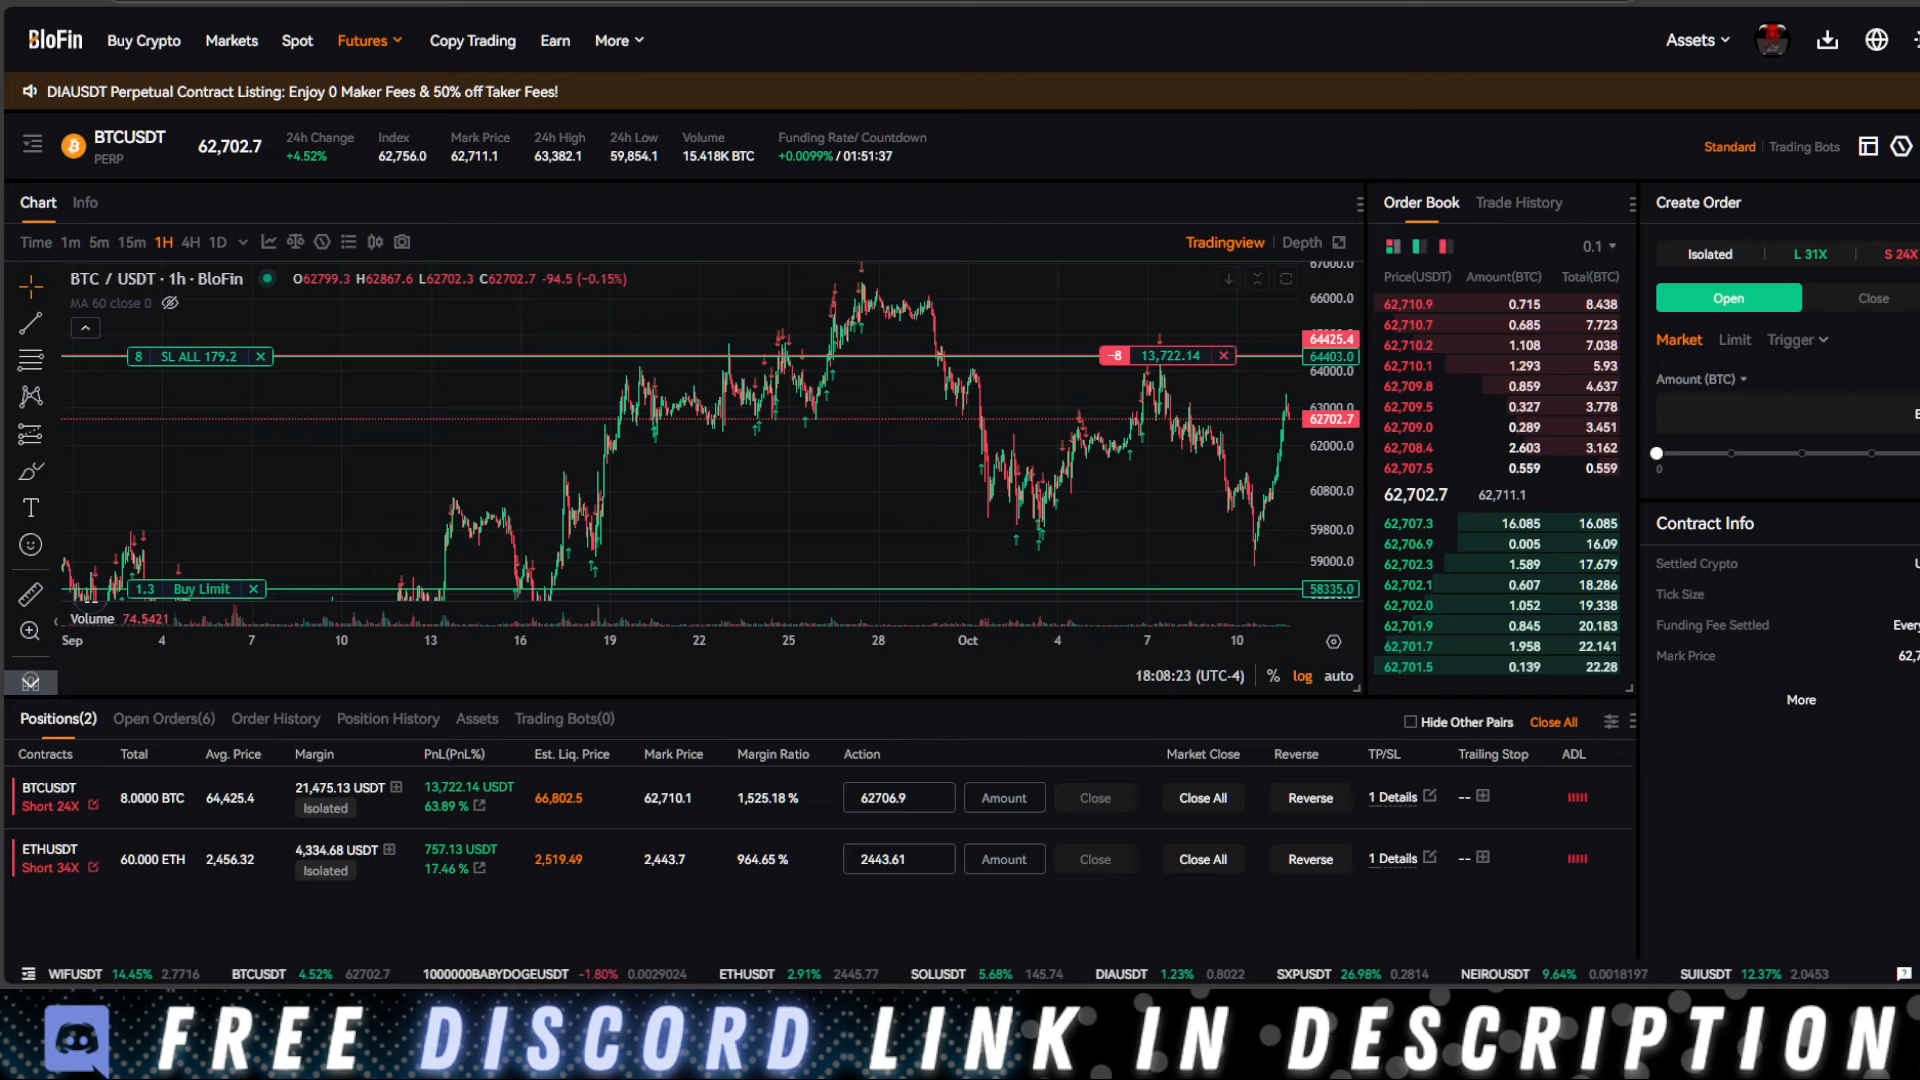 BloFin Buy Crypto Markets Spot Futures Copy Trading Earn More Assets
DIAUSDT Perpetual Contract Listing: Enjoy 0 Maker Fees & 50% off Taker Fees!
BTCUSDT 62,702.7 24h Change Index Mark Price 24h High 24h Low Volume Funding Rate/ Countdown
PERP +4.52% 62,756.0 62,711.1 63,382.1 59,854.1 15.418K BTC +0.0099% / 01:51:37 Standard Trading Bots
Chart Info
Time 1m 5m 15m 1H 4H 1D Tradingview Depth
BTC / USDT · 1h · BloFin O62799.3 H62867.6 L62702.3 C62702.7 -94.5 (-0.15%)
MA 60 close 0
67000.0
66000.0
64425.4
8 SL ALL 179.2 -8 13,722.14 64403.0
64000.0
63000.0
62702.7
62000.0
60800.0
59800.0
59000.0
1.3 Buy Limit 58335.0
Volume 74.5421
Sep 4 7 10 13 16 19 22 25 28 Oct 4 7 10
18:08:23 (UTC-4) % log auto
Order Book Trade History
0.1
Price(USDT) Amount(BTC) Total(BTC)
62,710.9 0.715 8.438
62,710.7 0.685 7.723
62,710.2 1.108 7.038
62,710.1 1.293 5.93
62,709.8 0.859 4.637
62,709.5 0.327 3.778
62,709.0 0.289 3.451
62,708.4 2.603 3.162
62,707.5 0.559 0.559
62,702.7 62,711.1
62,707.3 16.085 16.085
62,706.9 0.005 16.09
62,702.3 1.589 17.679
62,702.1 0.607 18.286
62,702.0 1.052 19.338
62,701.9 0.845 20.183
62,701.7 1.958 22.141
62,701.5 0.139 22.28
Create Order
Isolated L 31X S 24X
Open Close
Market Limit Trigger
Amount (BTC)
0
Contract Info
Settled Crypto
Tick Size
Funding Fee Settled Every
Mark Price 62,7
More
Positions(2) Open Orders(6) Order History Position History Assets Trading Bots(0) Hide Other Pairs Close All
Contracts Total Avg. Price Margin PnL(PnL%) Est. Liq. Price Mark Price Margin Ratio Action Market Close Reverse TP/SL Trailing Stop ADL
BTCUSDT 8.0000 BTC 64,425.4 21,475.13 USDT 13,722.14 USDT 66,802.5 62,710.1 1,525.18 % 62706.9 Amount Close Close All Reverse 1 Details --
Short 24X Isolated 63.89 %
ETHUSDT 60.000 ETH 2,456.32 4,334.68 USDT 757.13 USDT 2,519.49 2,443.7 964.65 % 2443.61 Amount Close Close All Reverse 1 Details --
Short 34X Isolated 17.46 %
WIFUSDT 14.45% 2.7716 BTCUSDT 4.52% 62702.7 1000000BABYDOGEUSDT -1.80% 0.0029024 ETHUSDT 2.91% 2445.77 SOLUSDT 5.68% 145.74 DIAUSDT 1.23% 0.8022 SXPUSDT 26.98% 0.2814 NEIROUSDT 9.64% 0.0018197 SUIUSDT 12.37% 2.0453
FREE DISCORD LINK IN DESCRIPTION